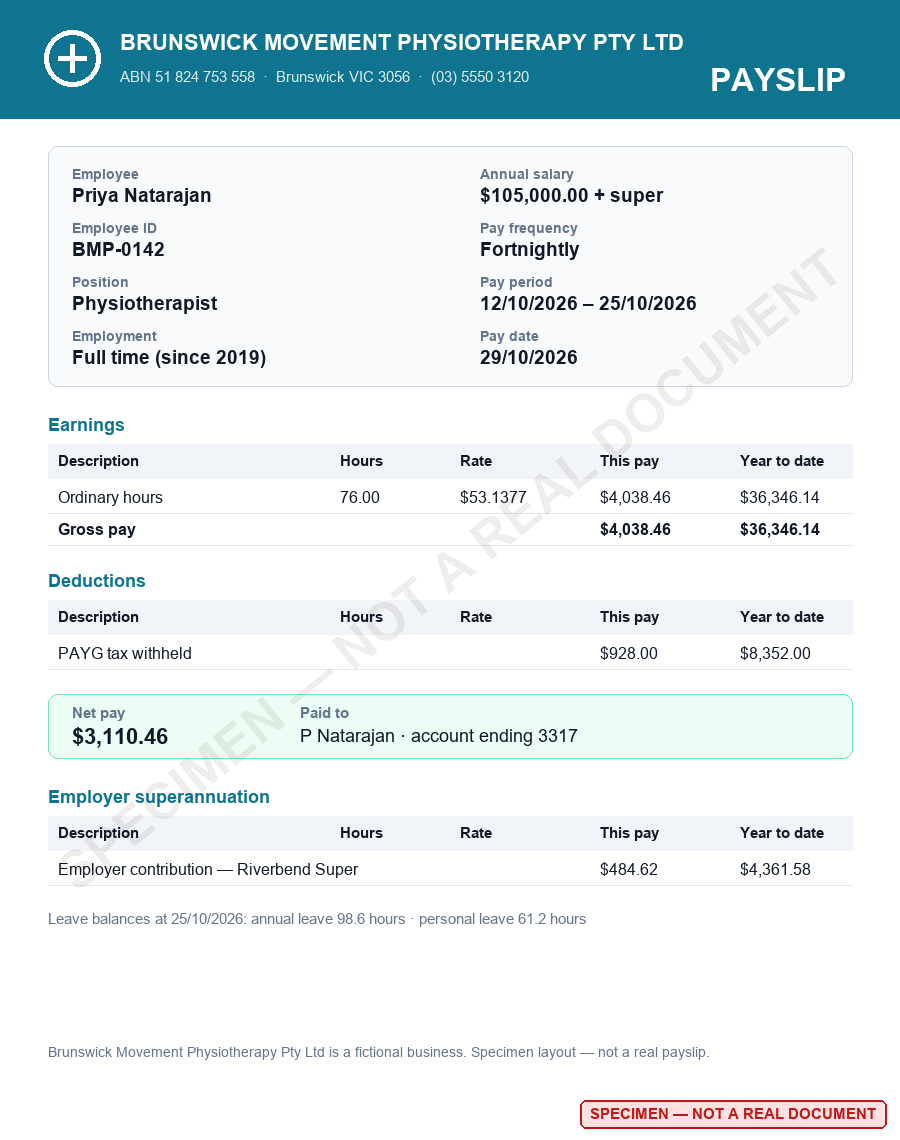 BRUNSWICK MOVEMENT PHYSIOTHERAPY PTY LTD
ABN 51 824 753 558 · Brunswick VIC 3056 · (03) 5550 3120
PAYSLIP
Employee
Priya Natarajan
Annual salary
$105,000.00 + super
Employee ID
BMP-0142
Pay frequency
Fortnightly
Position
Physiotherapist
Pay period
12/10/2026 – 25/10/2026
Employment
Full time (since 2019)
Pay date
29/10/2026
Earnings
Description Hours Rate This pay Year to date
Ordinary hours 76.00 $53.1377 $4,038.46 $36,346.14
Gross pay $4,038.46 $36,346.14
Deductions
Description Hours Rate This pay Year to date
PAYG tax withheld $928.00 $8,352.00
Net pay
$3,110.46
Paid to
P Natarajan · account ending 3317
Employer superannuation
Description Hours Rate This pay Year to date
Employer contribution — Riverbend Super $484.62 $4,361.58
Leave balances at 25/10/2026: annual leave 98.6 hours · personal leave 61.2 hours
Brunswick Movement Physiotherapy Pty Ltd is a fictional business. Specimen layout — not a real payslip.
SPECIMEN — NOT A REAL DOCUMENT
SPECIMEN — NOT A REAL DOCUMENT